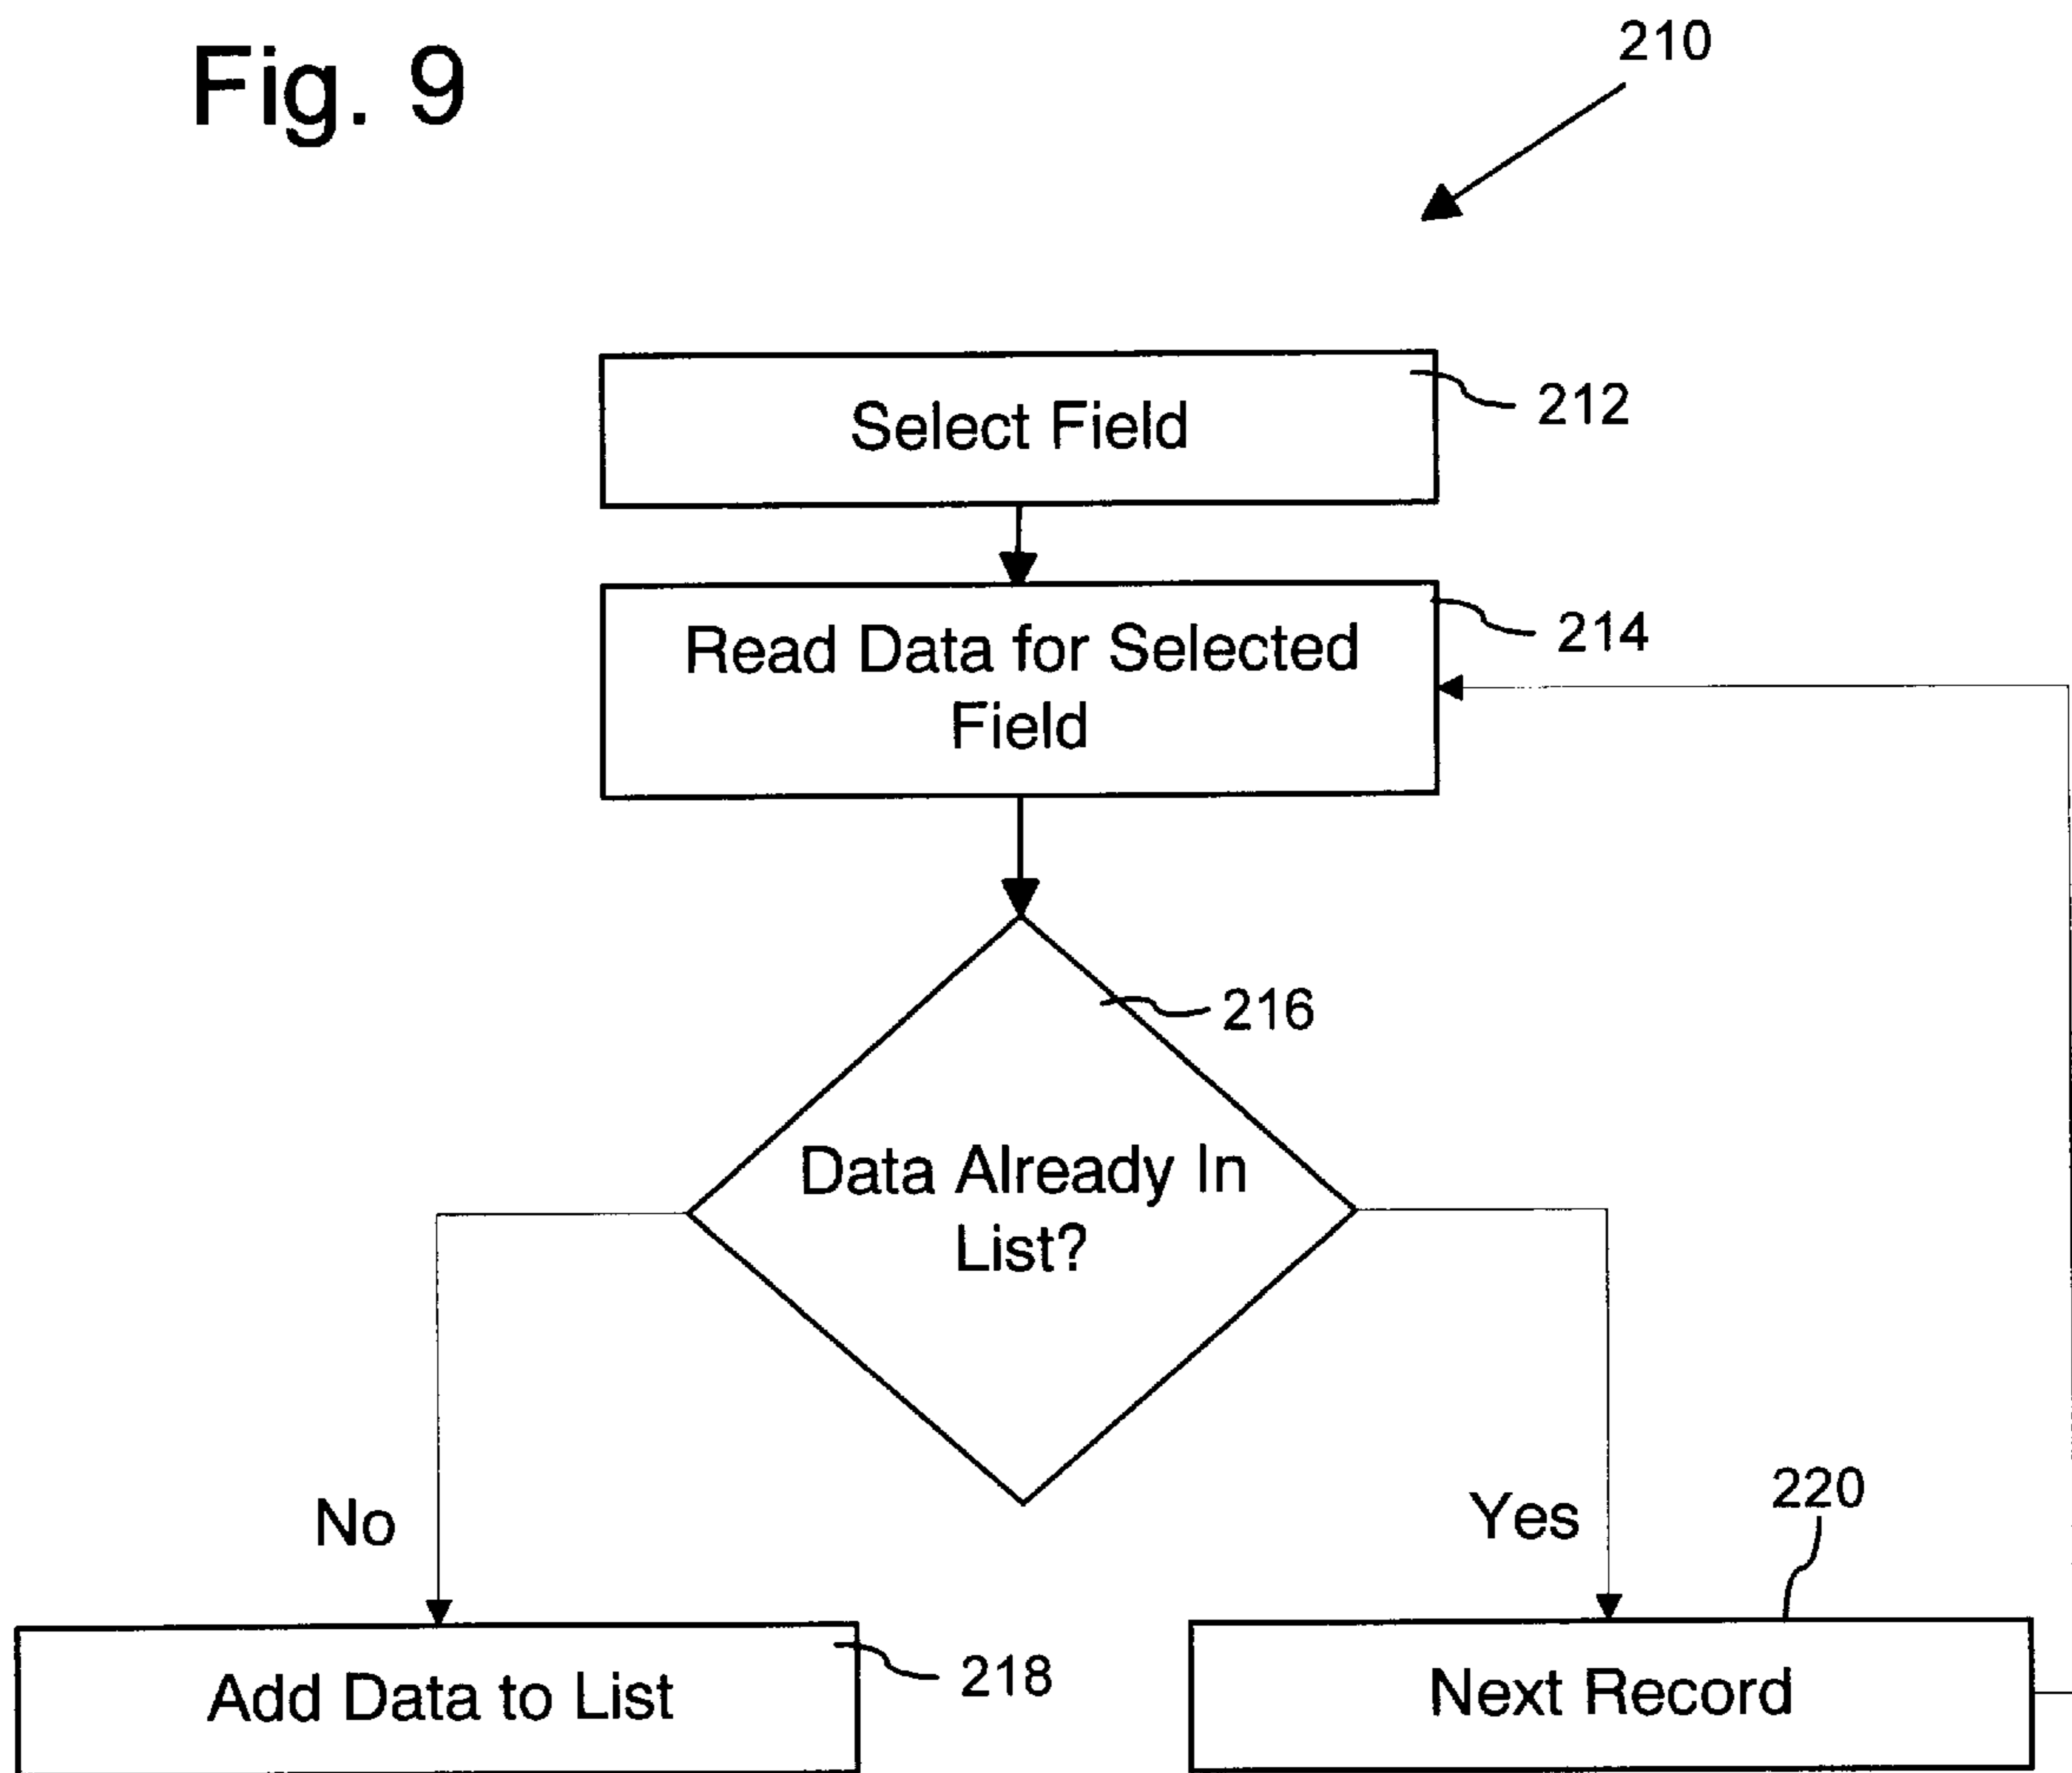 Fig. 9
210
Select Field
212
Read Data for Selected
Field
214
216
Data Already In
List?
No
Yes
220
Add Data to List
218
Next Record